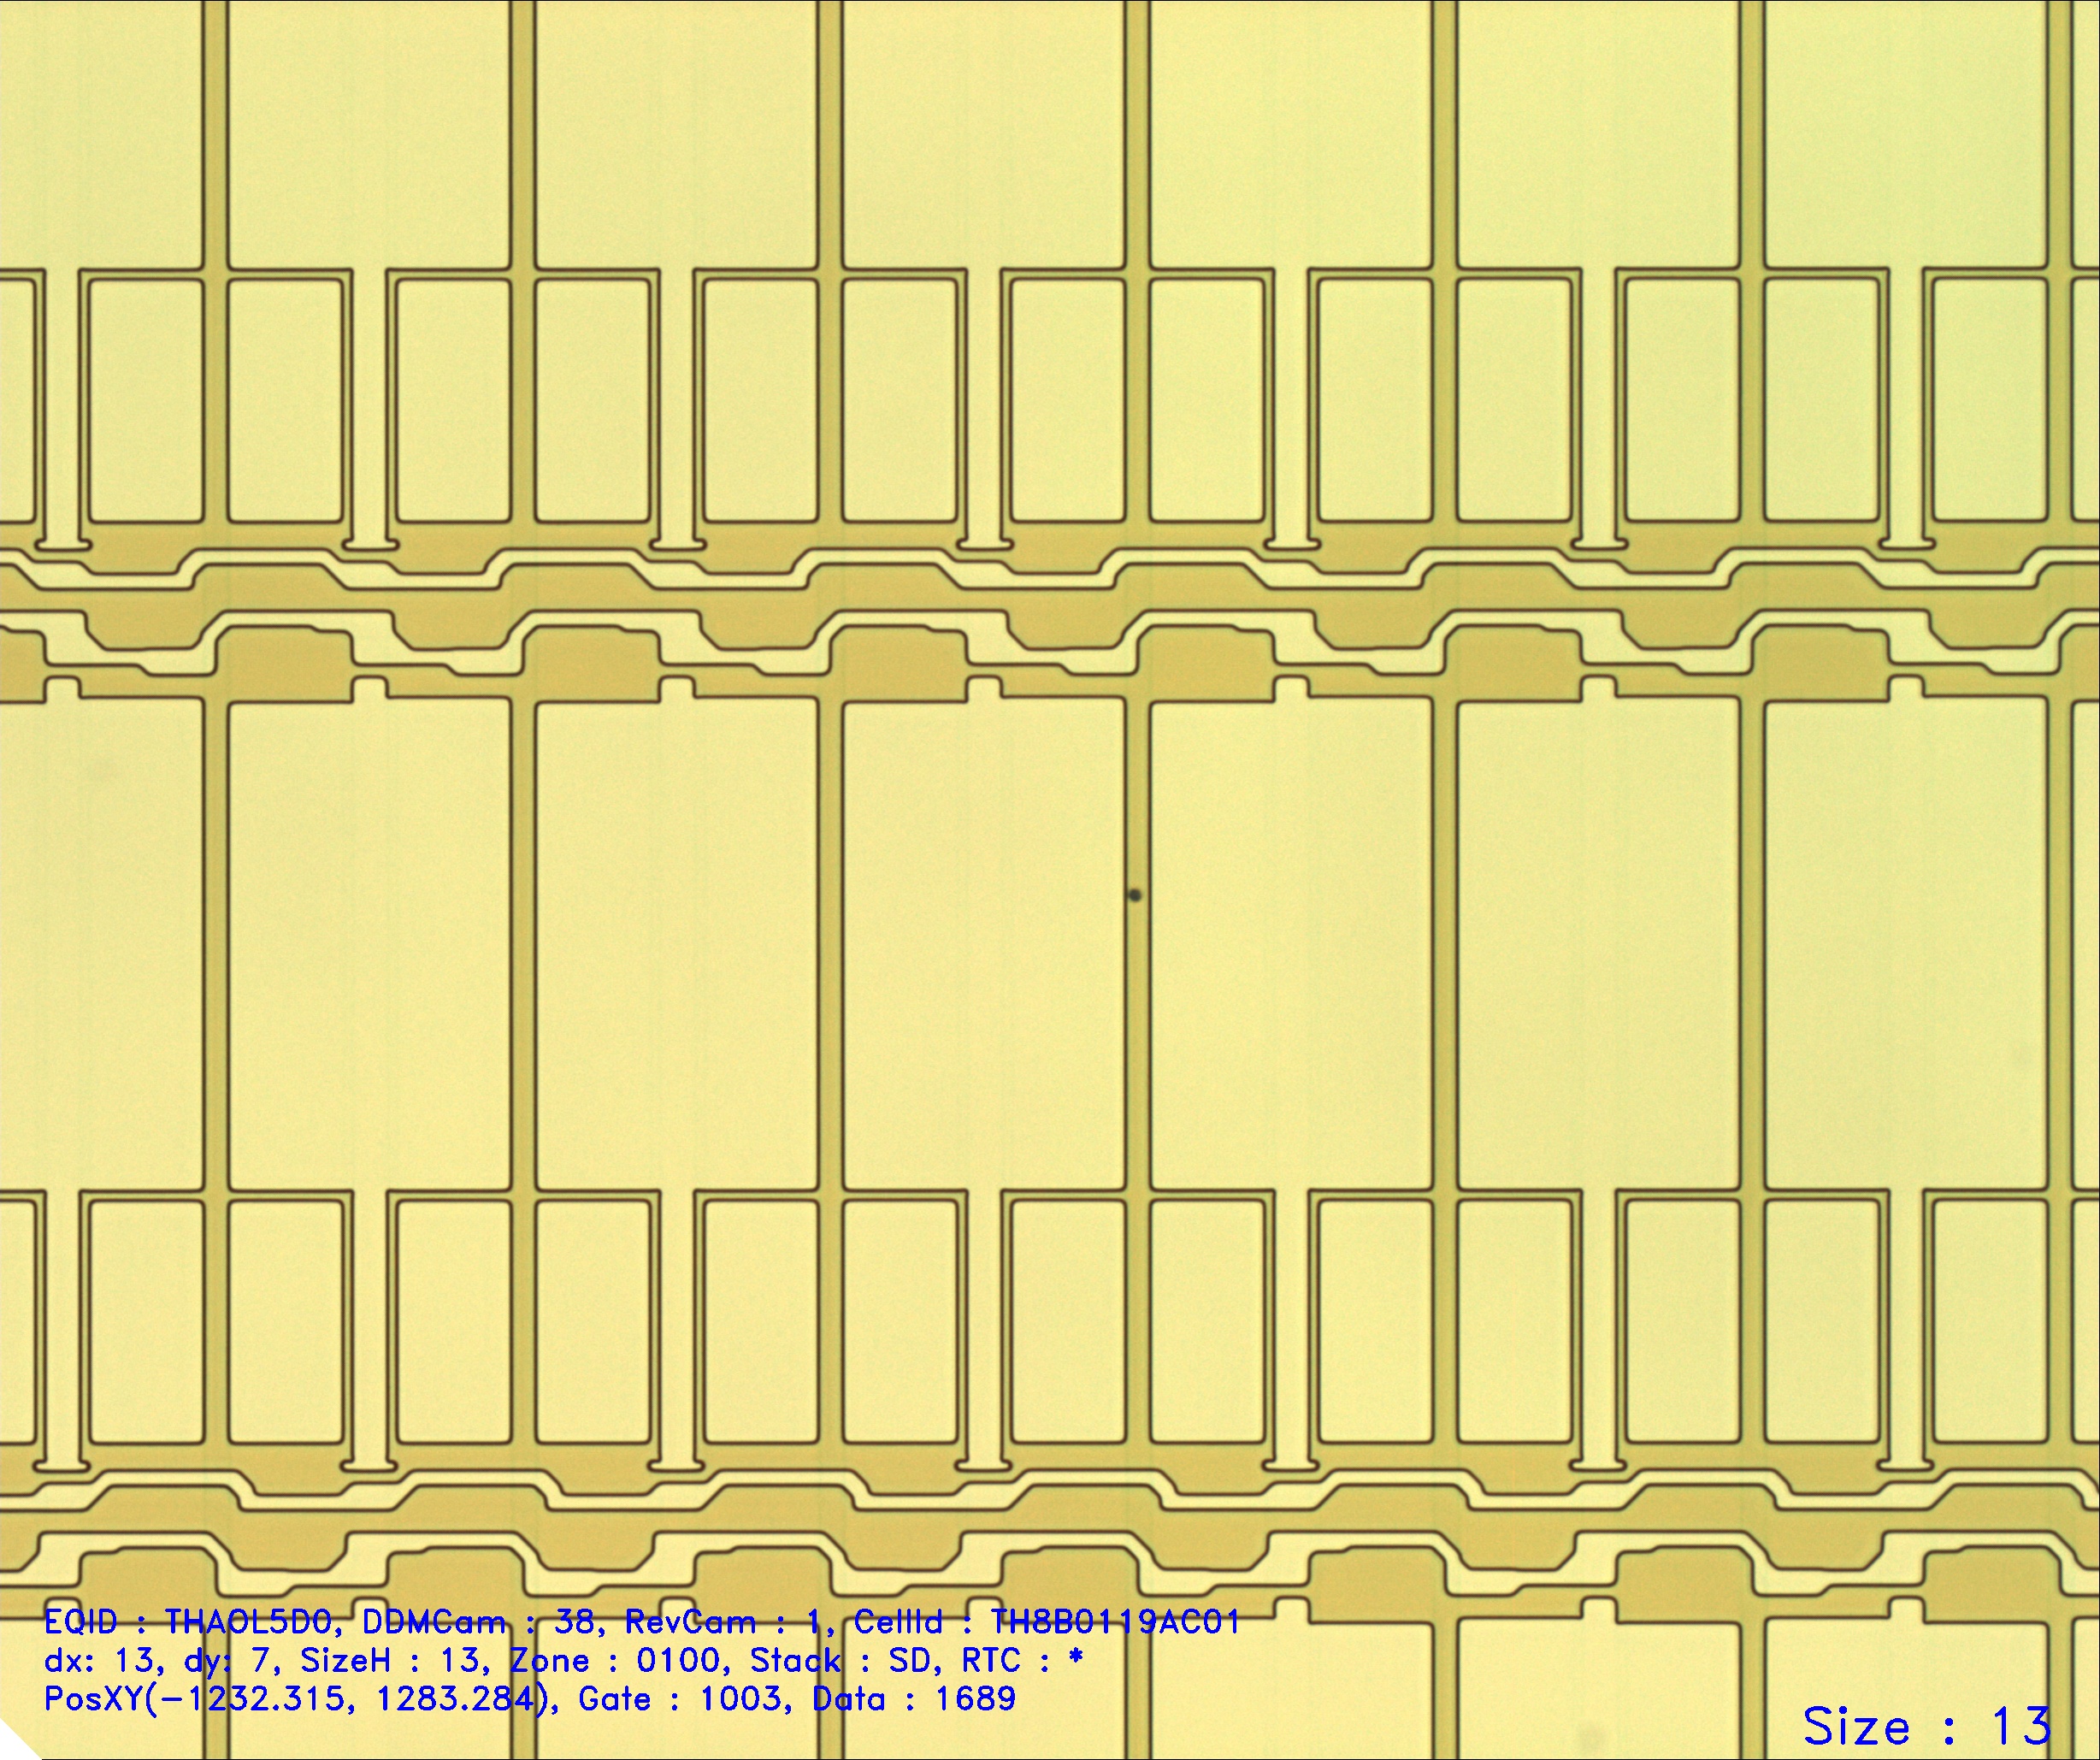 EQID : THAOL5D0, DDMCam : 38, RevCam : 1, CellId : TH8B0119AC01
dx: 13, dy: 7, SizeH : 13, Zone : 0100, Stack : SD, RTC : *
PosXY(-1232.315, 1283.284), Gate : 1003, Data : 1689
Size : 13